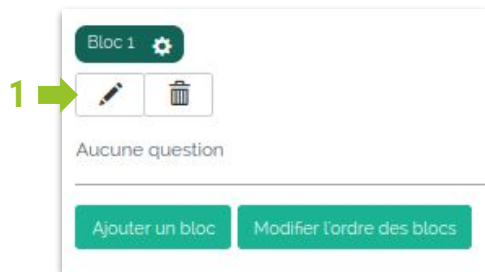 Bloc 1
1
Aucune question
Ajouter un bloc Modifier l'ordre des blocs